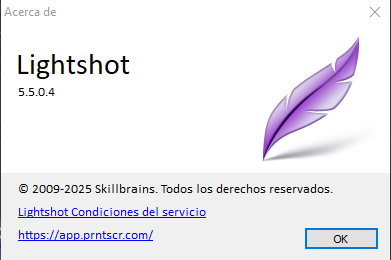 Acerca de
Lightshot
5.5.0.4
© 2009-2025 Skillbrains. Todos los derechos reservados.
Lightshot Condiciones del servicio
https://app.prntscr.com/
OK